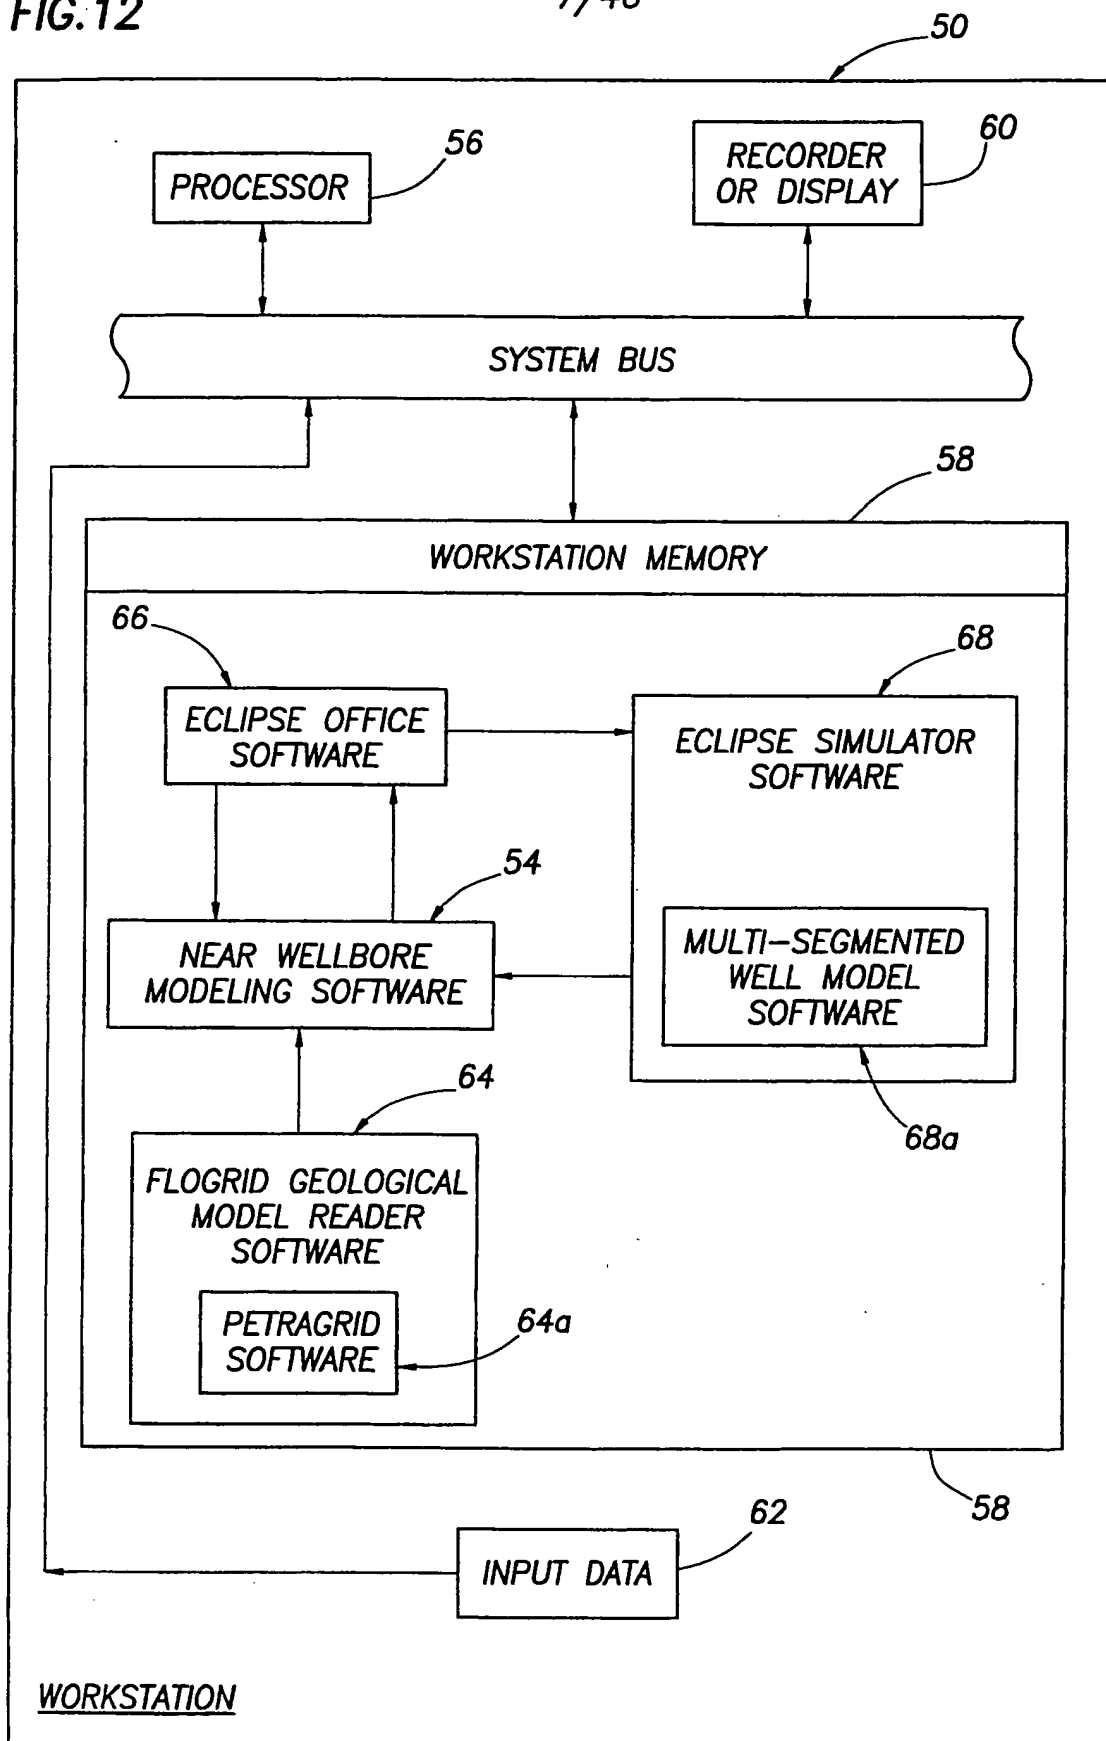 FIG. 12
50
PROCESSOR
56
RECORDER
OR DISPLAY
60
SYSTEM BUS
58
WORKSTATION MEMORY
66
ECLIPSE OFFICE
SOFTWARE
68
ECLIPSE SIMULATOR
SOFTWARE
54
NEAR WELLBORE
MODELING SOFTWARE
MULTI-SEGMENTED
WELL MODEL
SOFTWARE
68a
64
FLOGRID GEOLOGICAL
MODEL READER
SOFTWARE
PETRAGRID
SOFTWARE
64a
58
62
INPUT DATA
WORKSTATION